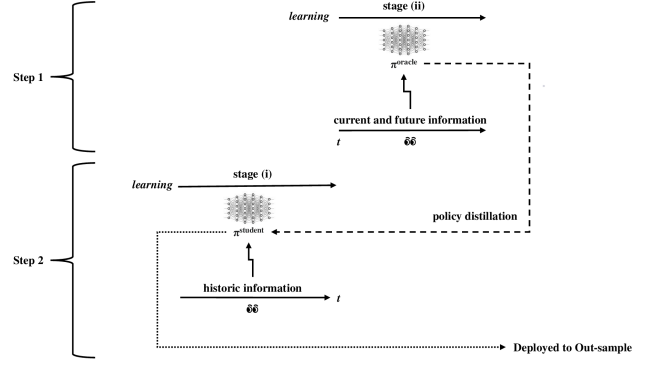 stage (ii)
learning
π^oracle
Step 1
current and future information
t
stage (i)
learning
policy distillation
π^student
Step 2
historic information
t
Deployed to Out-sample